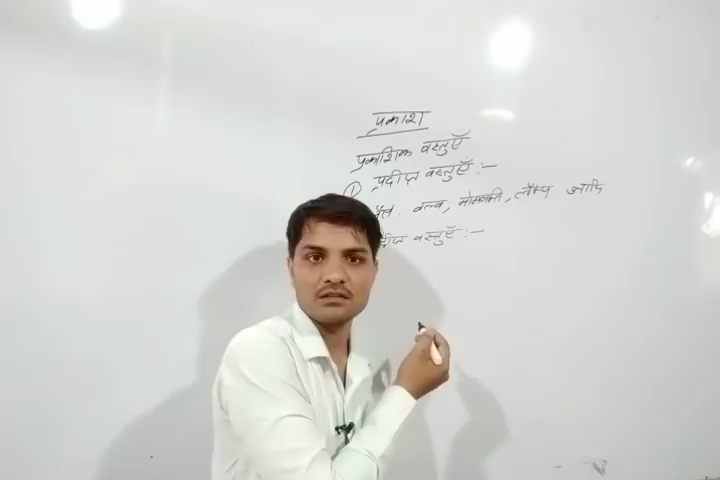 प्रकाश
प्रकाशिक वस्तुएँ
① प्रदीप्त वस्तुएँ :-
जैसे. बल्ब, मोमबत्ती, लैम्प आदि
दीप्त वस्तुएँ :-